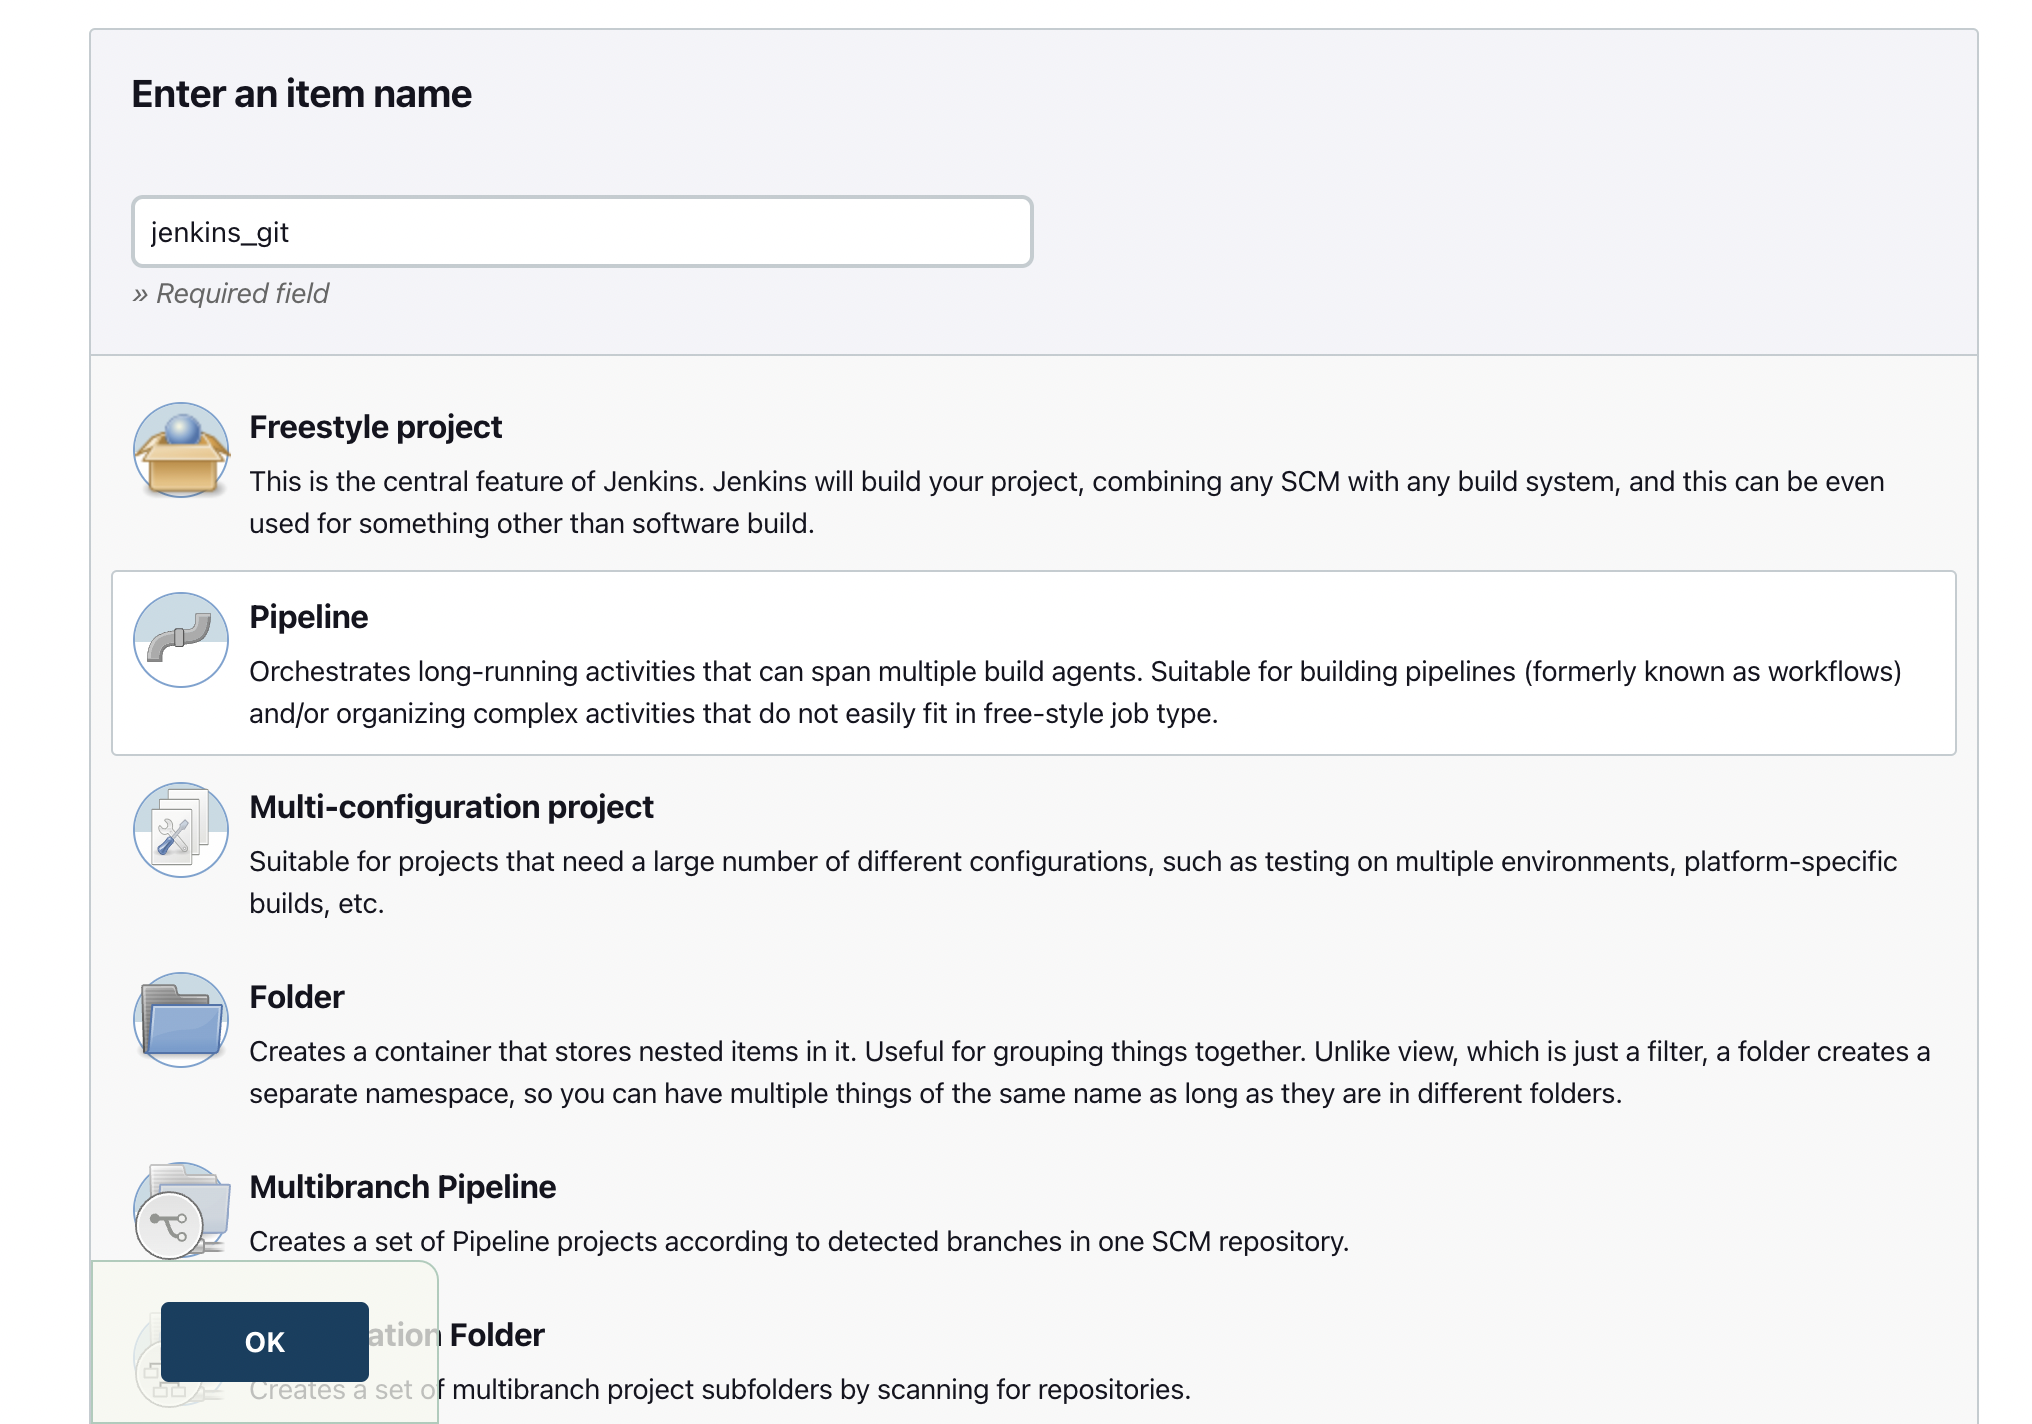 Enter an item name
jenkins_git
» Required field
Freestyle project
This is the central feature of Jenkins. Jenkins will build your project, combining any SCM with any build system, and this can be even
used for something other than software build.
Pipeline
Orchestrates long-running activities that can span multiple build agents. Suitable for building pipelines (formerly known as workflows)
and/or organizing complex activities that do not easily fit in free-style job type.
Multi-configuration project
Suitable for projects that need a large number of different configurations, such as testing on multiple environments, platform-specific
builds, etc.
Folder
Creates a container that stores nested items in it. Useful for grouping things together. Unlike view, which is just a filter, a folder creates a
separate namespace, so you can have multiple things of the same name as long as they are in different folders.
Multibranch Pipeline
Creates a set of Pipeline projects according to detected branches in one SCM repository.
OK
Folder
Creates a set of multibranch project subfolders by scanning for repositories.